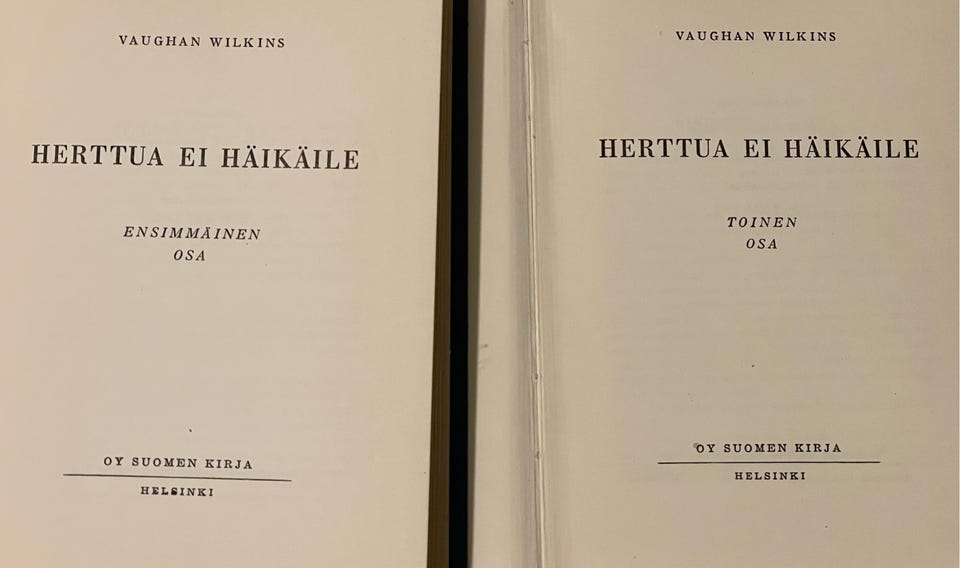 VAUGHAN WILKINS
HERTTUA EI HÄIKÄILE
ENSIMMÄINEN
OSA
OY SUOMEN KIRJA
HELSINKI
VAUGHAN WILKINS
HERTTUA EI HÄIKÄILE
TOINEN
OSA
OY SUOMEN KIRJA
HELSINKI